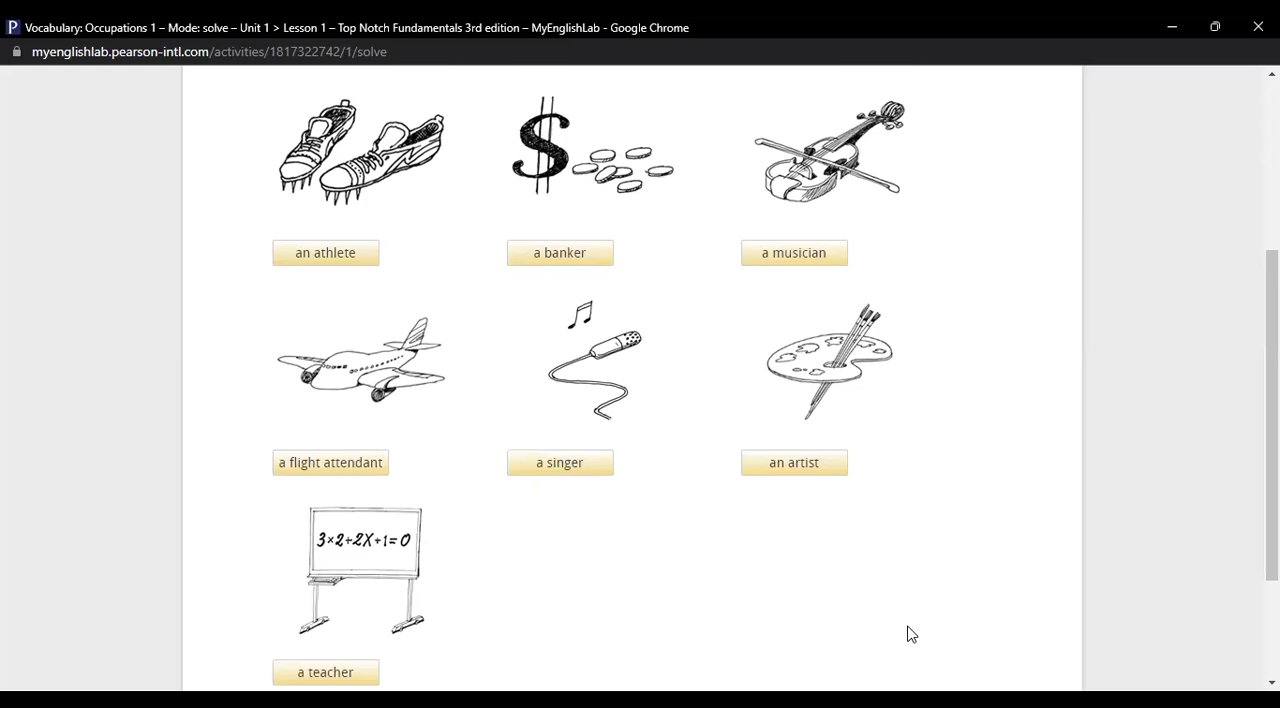 Vocabulary: Occupations 1 – Mode: solve – Unit 1 > Lesson 1 – Top Notch Fundamentals 3rd edition – MyEnglishLab - Google Chrome
myenglishlab.pearson-intl.com/activities/1817322742/1/solve
an athlete
a banker
a musician
a flight attendant
a singer
an artist
3×2+2X+1=0
a teacher